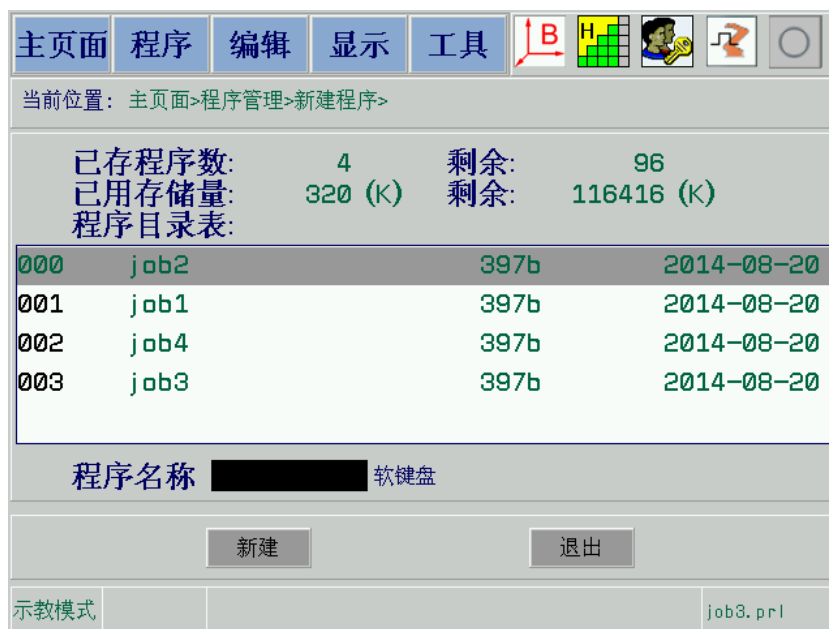 主页面 程序 编辑 显示 工具 B H
当前位置: 主页面>程序管理>新建程序>
已存程序数: 4 剩余: 96
已用存储量: 320 (K) 剩余: 116416 (K)
程序目录表:
000 job2 397b 2014-08-20
001 job1 397b 2014-08-20
002 job4 397b 2014-08-20
003 job3 397b 2014-08-20
程序名称 软键盘
新建 退出
示教模式 job3.prl